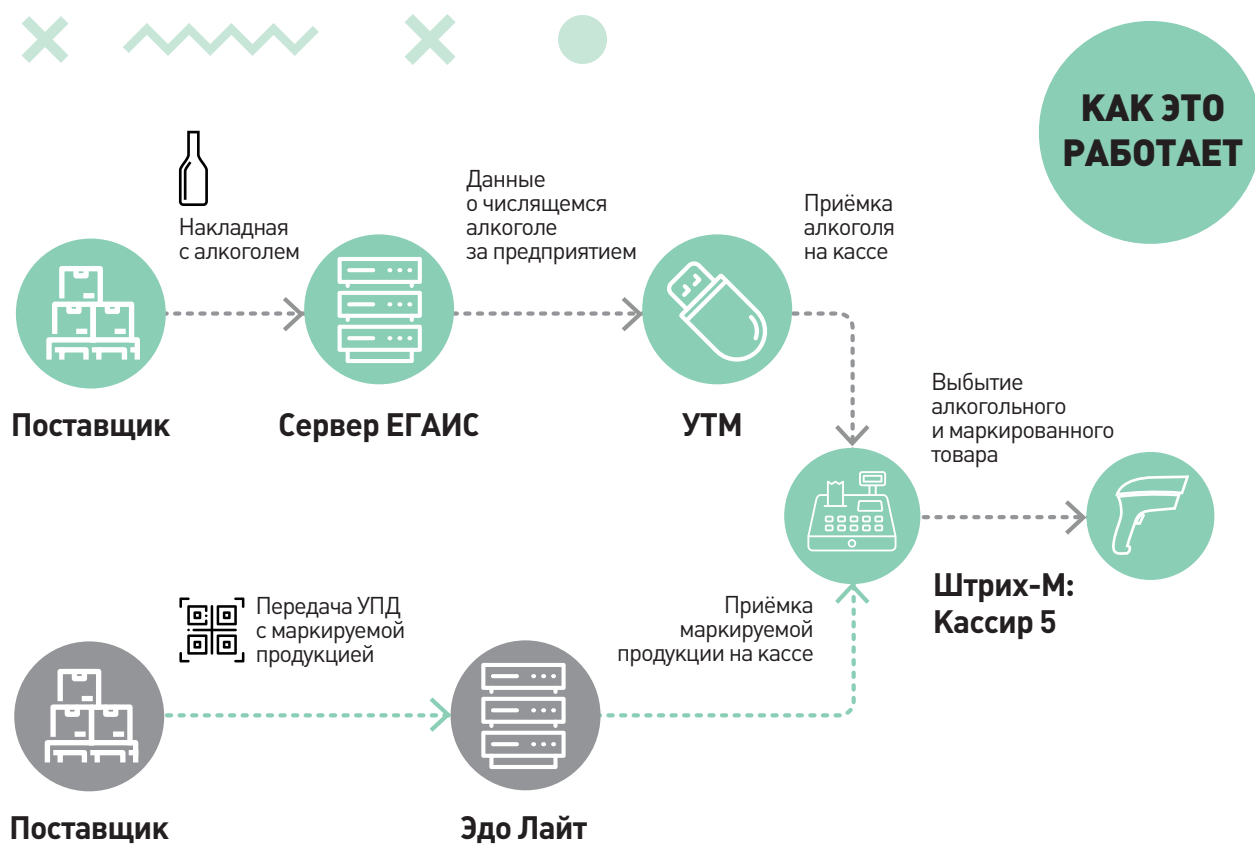 КАК ЭТО
РАБОТАЕТ
Накладная
с алкоголем
Данные
о числящемся
алкоголе
за предприятием
Приёмка
алкоголя
на кассе
Поставщик
Сервер ЕГАИС
УТМ
Выбытие
алкогольного
и маркированного
товара
Штрих-М:
Кассир 5
Передача УПД
с маркируемой
продукцией
Приёмка
маркируемой
продукции на кассе
Поставщик
Эдо Лайт